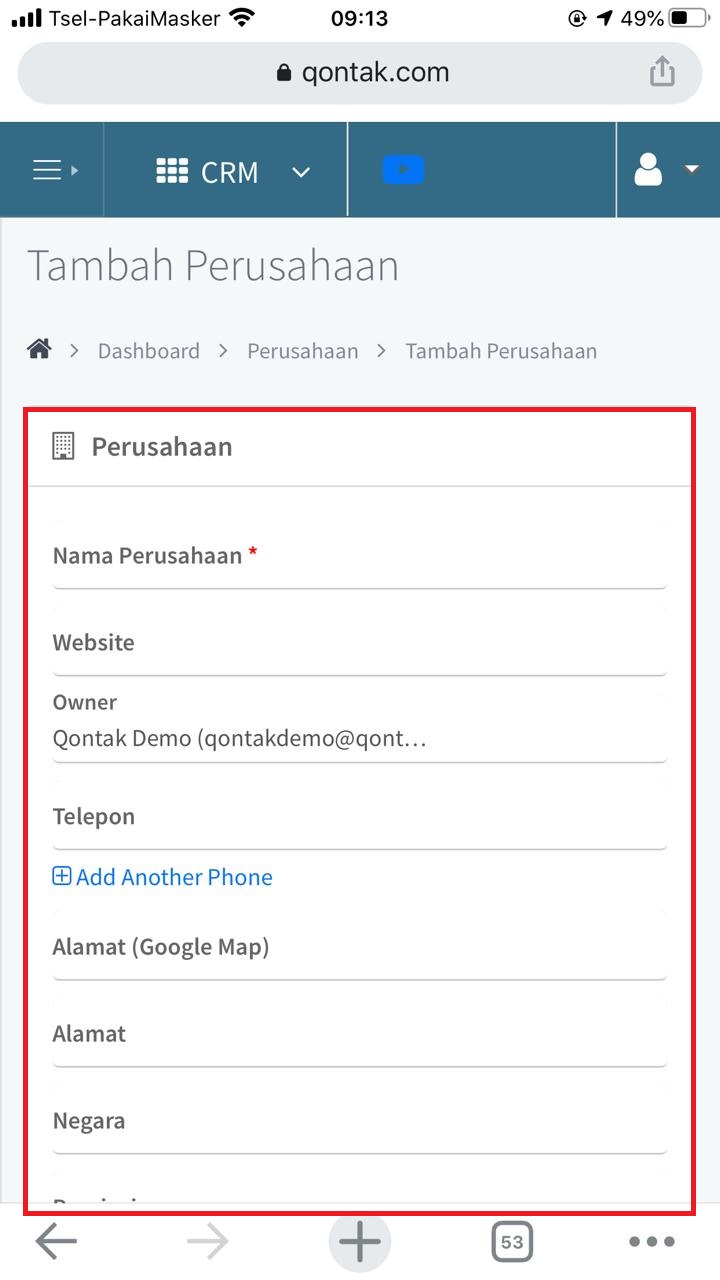 Tsel-PakaiMasker 09:13 49%
qontak.com
CRM
Tambah Perusahaan
Dashboard > Perusahaan > Tambah Perusahaan
Perusahaan
Nama Perusahaan *
Website
Owner
Qontak Demo (qontakdemo@qont...
Telepon
Add Another Phone
Alamat (Google Map)
Alamat
Negara
53